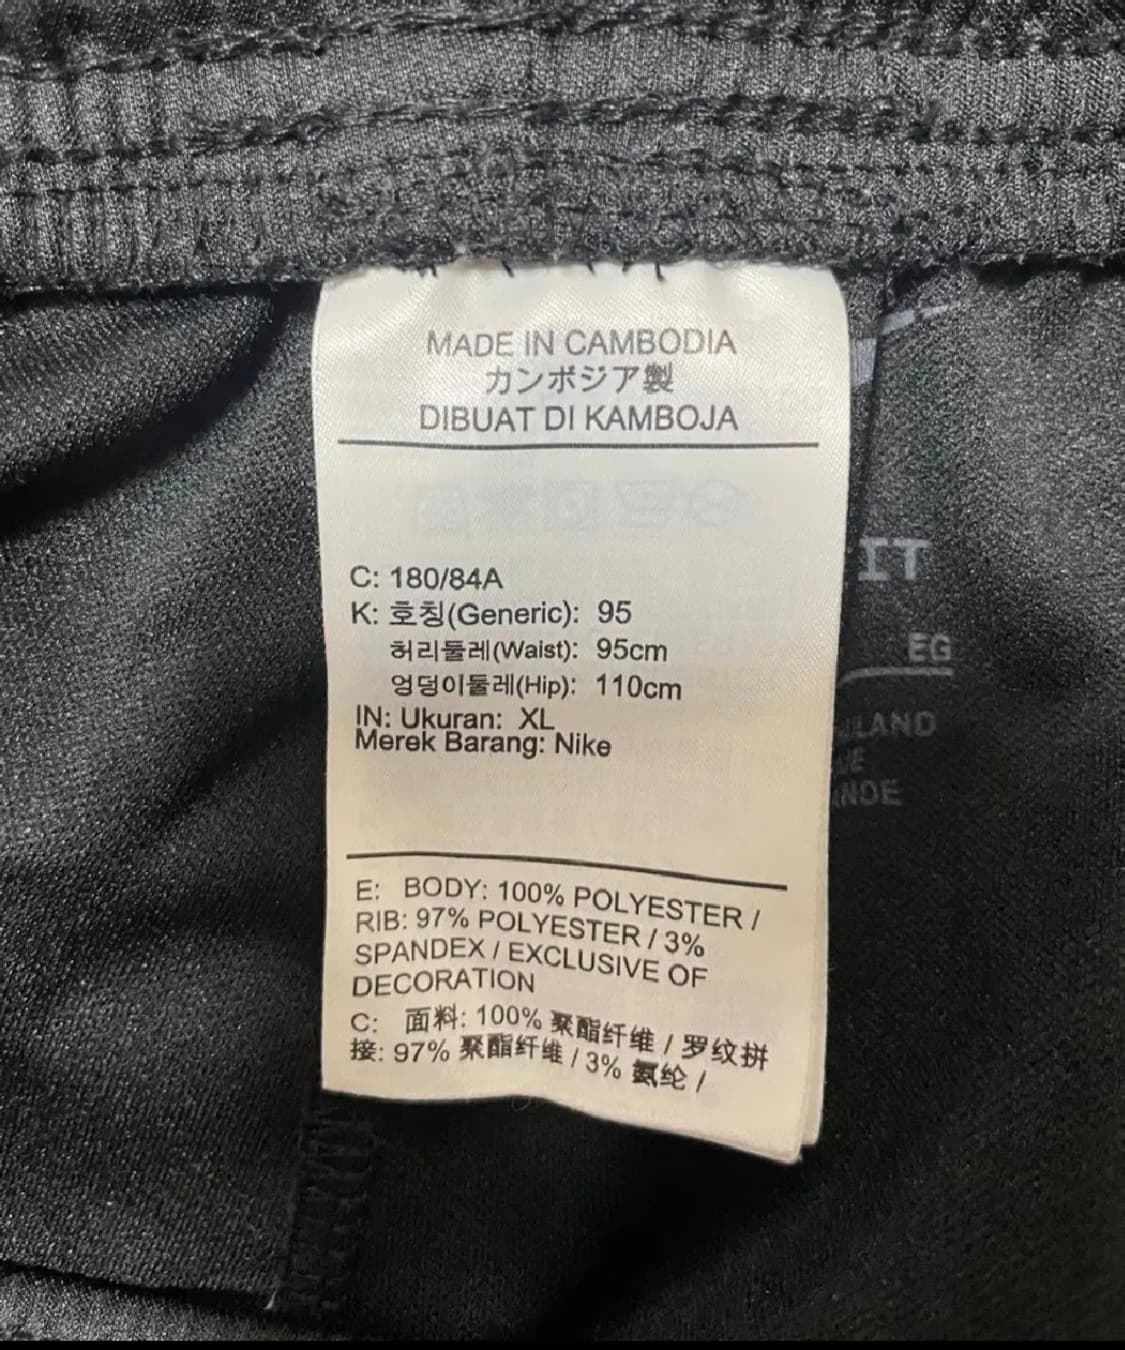 MADE IN CAMBODIA
カンボジア製
DIBUAT DI KAMBOJA
C: 180/84A
K: 호칭(Generic): 95
허리둘레(Waist): 95cm
엉덩이둘레(Hip): 110cm
IN: Ukuran: XL
Merek Barang: Nike
E: BODY: 100% POLYESTER /
RIB: 97% POLYESTER / 3%
SPANDEX / EXCLUSIVE OF
DECORATION
C: 面料: 100% 聚酯纤维 / 罗纹拼
接: 97% 聚酯纤维 / 3% 氨纶 /
IT
EG